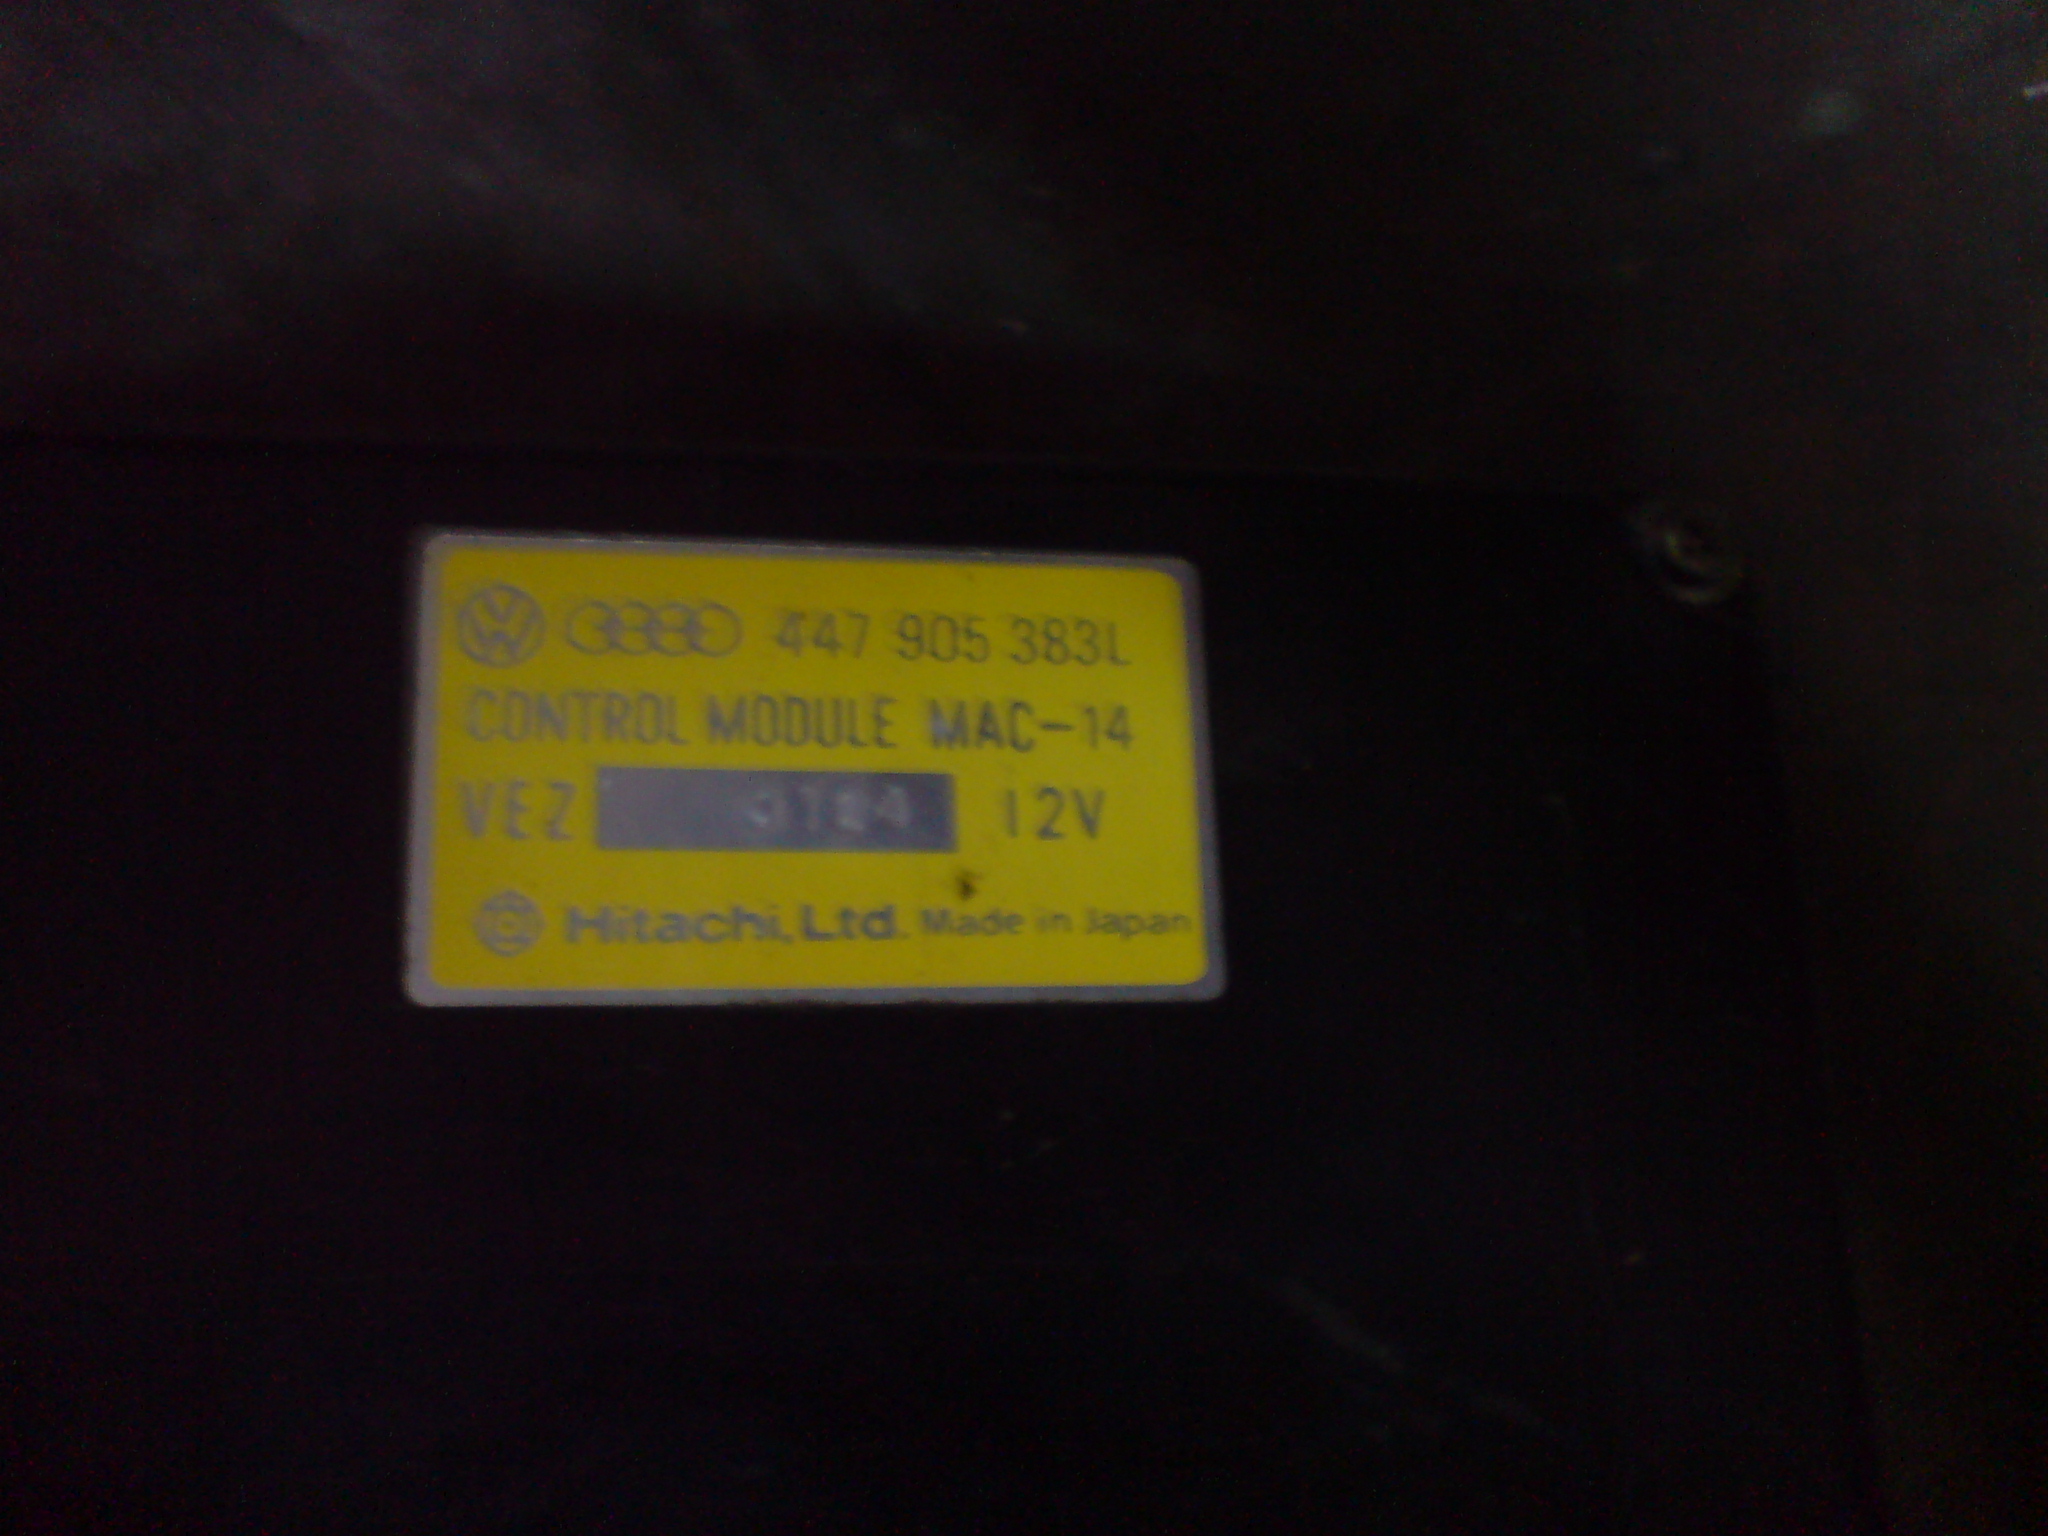 447 905 383L
CONTROL MODULE MAC-14
VEZ 12V
Hitachi, Ltd. Made in Japan